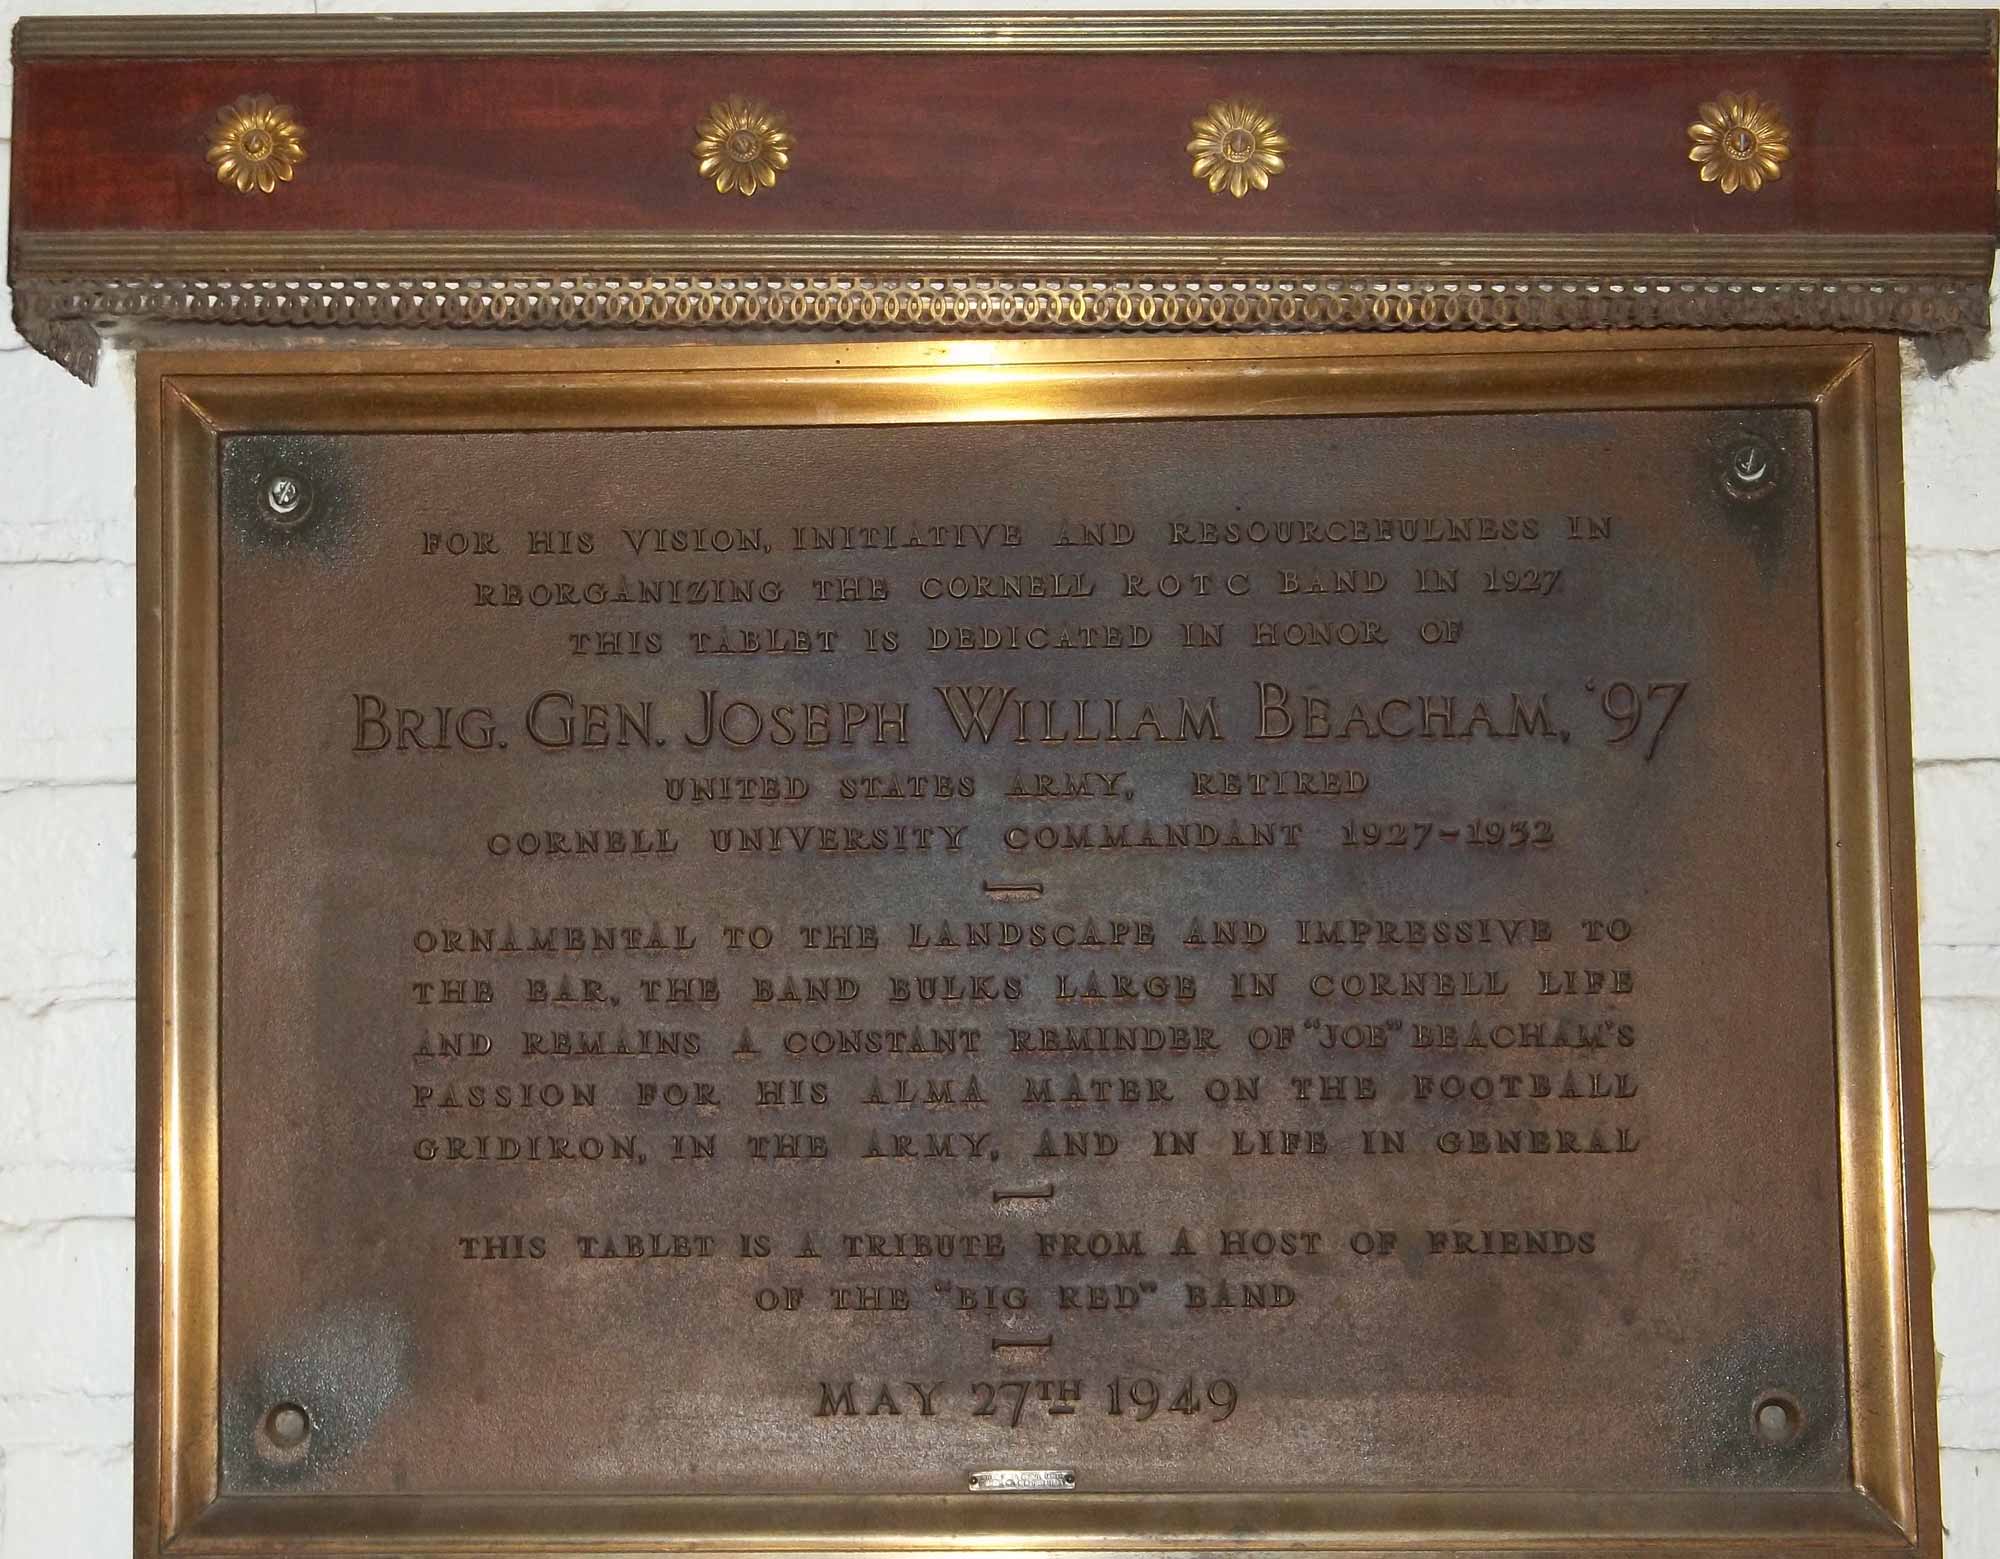 FOR HIS VISION, INITIATIVE AND RESOURCEFULNESS IN
REORGANIZING THE CORNELL R O T C BAND IN 1927
THIS TABLET IS DEDICATED IN HONOR OF
BRIG. GEN. JOSEPH WILLIAM BEACHAM, '97
UNITED STATES ARMY, RETIRED
CORNELL UNIVERSITY COMMANDANT 1927-1932
ORNAMENTAL TO THE LANDSCAPE AND IMPRESSIVE TO
THE EAR, THE BAND BULKS LARGE IN CORNELL LIFE
AND REMAINS A CONSTANT REMINDER OF "JOE" BEACHAM'S
PASSION FOR HIS ALMA MATER ON THE FOOTBALL
GRIDIRON, IN THE ARMY, AND IN LIFE IN GENERAL
THIS TABLET IS A TRIBUTE FROM A HOST OF FRIENDS
OF THE "BIG RED" BAND
MAY 27TH 1949